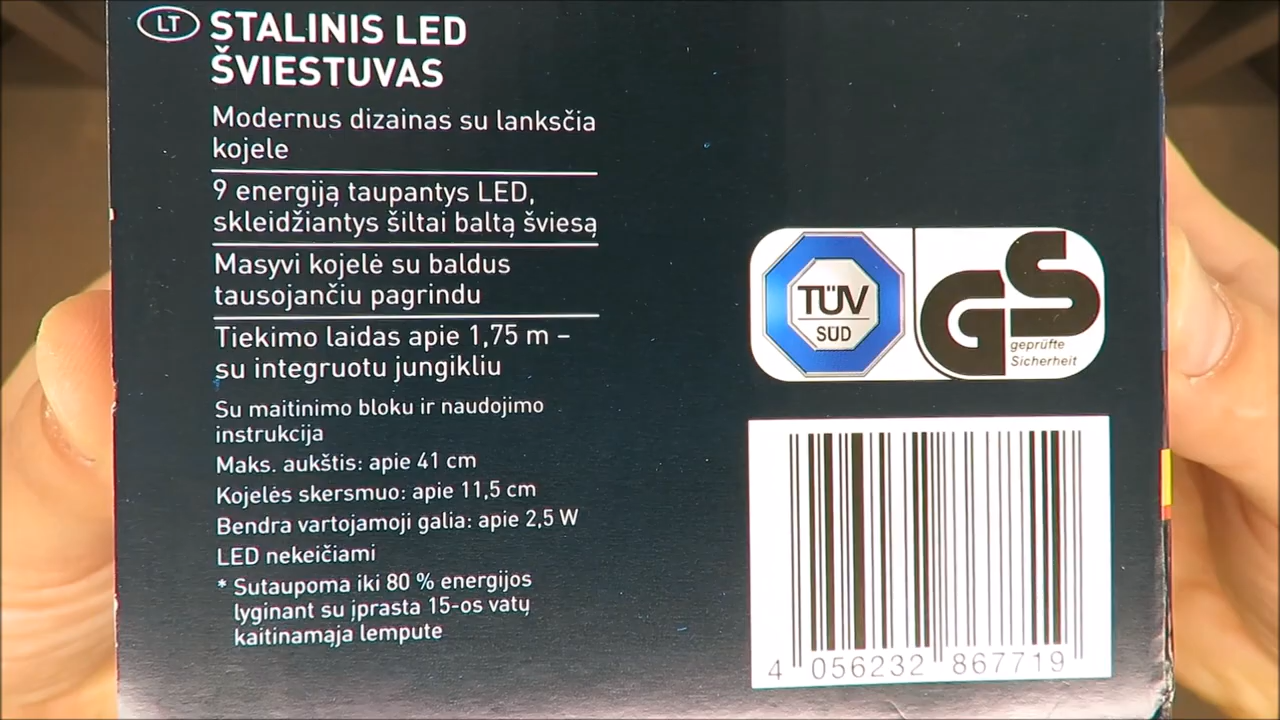 LT STALINIS LED
ŠVIESTUVAS
Modernus dizainas su lanksčia
kojele
9 energiją taupantys LED,
skleidžiantys šiltai baltą šviesą
Masyvi kojelė su baldus
tausojančiu pagrindu
Tiekimo laidas apie 1,75 m –
su integruotu jungikliu
Su maitinimo bloku ir naudojimo
instrukcija
Maks. aukštis: apie 41 cm
Kojelės skersmuo: apie 11,5 cm
Bendra vartojamoji galia: apie 2,5 W
LED nekeičiami
* Sutaupoma iki 80 % energijos
lyginant su įprasta 15-os vatų
kaitinamąja lempute
TÜV
SÜD
GS
geprüfte
Sicherheit
4 056232 867719